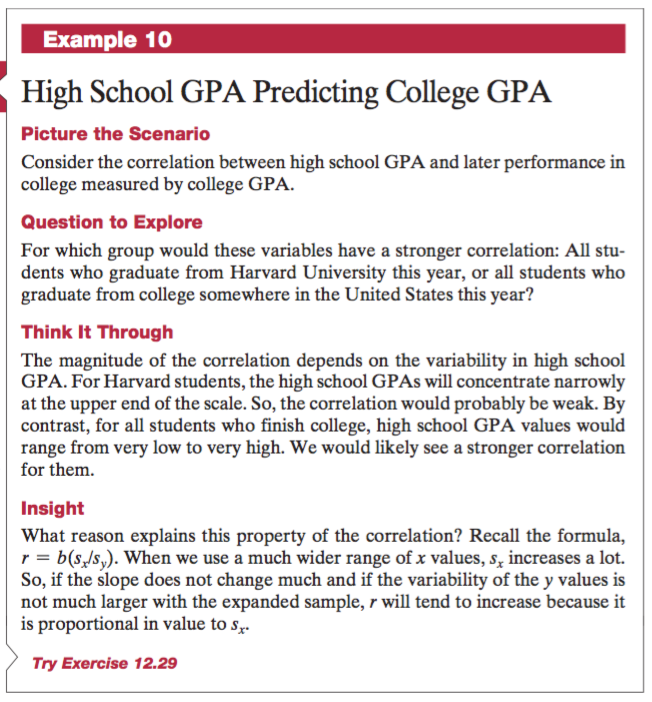 Example 10
High School GPA Predicting College GPA
Picture the Scenario
Consider the correlation between high school GPA and later performance in
college measured by college GPA.
Question to Explore
For which group would these variables have a stronger correlation: All stu-
dents who graduate from Harvard University this year, or all students who
graduate from college somewhere in the United States this year?
Think It Through
The magnitude of the correlation depends on the variability in high school
GPA. For Harvard students, the high school GPAs will concentrate narrowly
at the upper end of the scale. So, the correlation would probably be weak. By
contrast, for all students who finish college, high school GPA values would
range from very low to very high. We would likely see a stronger correlation
for them.
Insight
What reason explains this property of the correlation? Recall the formula,
r = b(sₓ/sᵧ). When we use a much wider range of x values, sₓ increases a lot.
So, if the slope does not change much and if the variability of the y values is
not much larger with the expanded sample, r will tend to increase because it
is proportional in value to sₓ.
Try Exercise 12.29